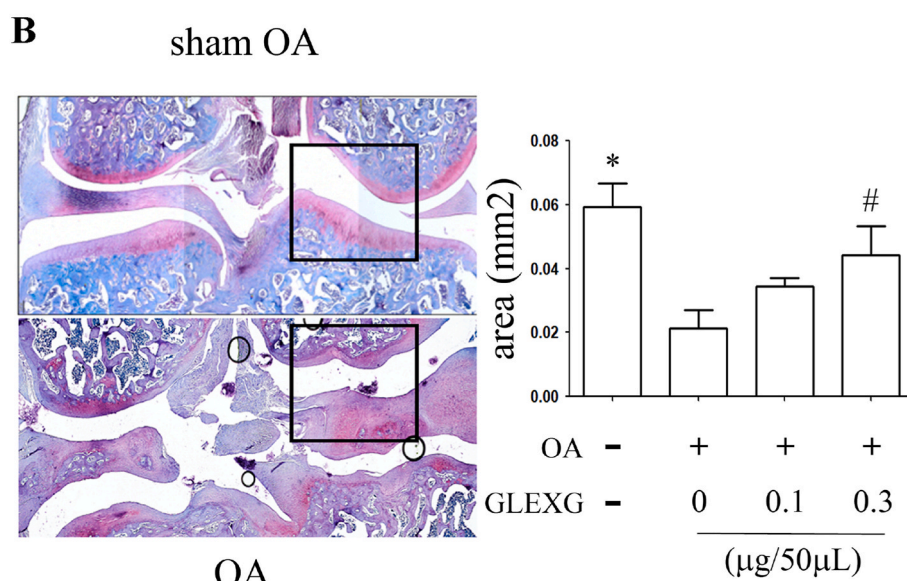 B
sham OA
OA
area (mm2)
0.08
0.06
0.04
0.02
0.00
*
#
OA - + + +
GLEXG - 0 0.1 0.3
(μg/50μL)